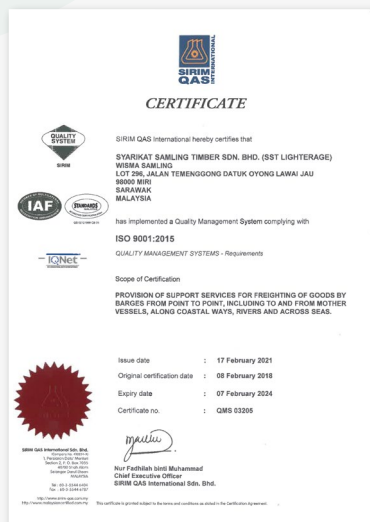 SIRIM
QAS
INTERNATIONAL
CERTIFICATE
QUALITY
SYSTEM
SIRIM
SIRIM QAS International hereby certifies that
SYARIKAT SAMLING TIMBER SDN. BHD. (SST LIGHTERAGE)
WISMA SAMLING
LOT 296, JALAN TEMENGGONG DATUK OYONG LAWAI JAU
98000 MIRI
SARAWAK
MALAYSIA
IAF
STANDARDS
has implemented a Quality Management System complying with
ISO 9001:2015
QUALITY MANAGEMENT SYSTEMS - Requirements
IQNet
Scope of Certification
PROVISION OF SUPPORT SERVICES FOR FREIGHTING OF GOODS BY
BARGES FROM POINT TO POINT, INCLUDING TO AND FROM MOTHER
VESSELS, ALONG COASTAL WAYS, RIVERS AND ACROSS SEAS.
Issue date : 17 February 2021
Original certification date : 08 February 2018
Expiry date : 07 February 2024
Certificate no. : QMS 03205
Nur Fadhilah binti Muhammad
Chief Executive Officer
SIRIM QAS International Sdn. Bhd.
SIRIM QAS International Sdn. Bhd.
This certificate is granted subject to the terms and conditions as stated in the Certification Agreement.